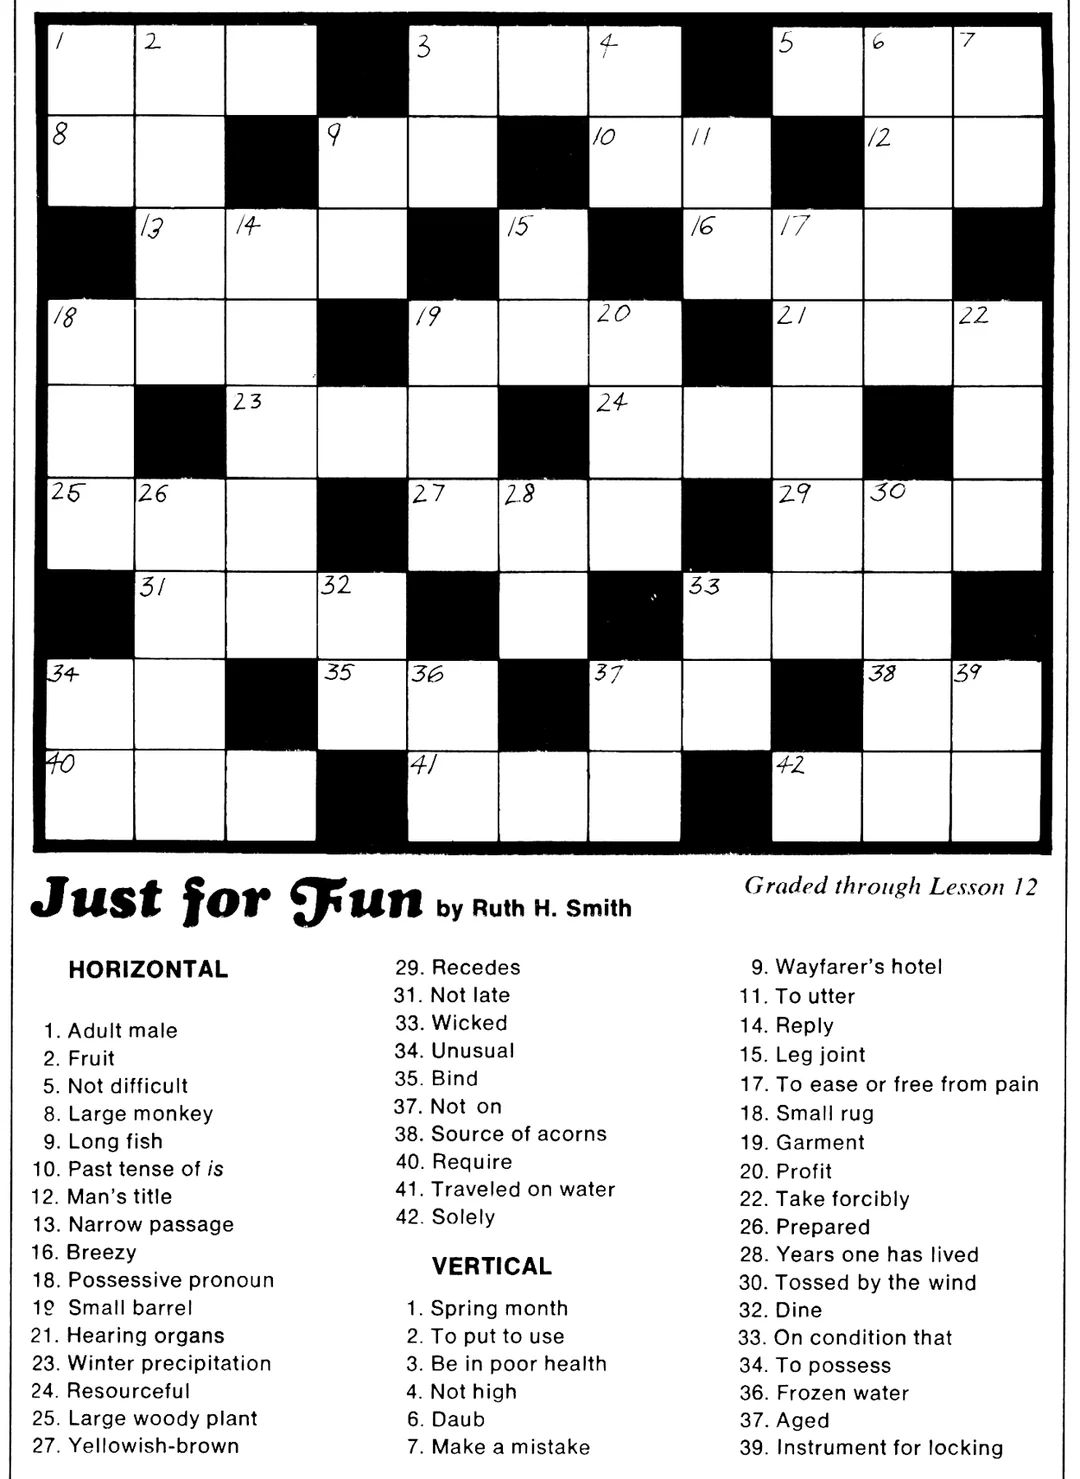 1 2 3 4 5 6 7
8 9 10 11 12
13 14 15 16 17
18 19 20 21 22
23 24
25 26 27 28 29 30
31 32 33
34 35 36 37 38 39
40 41 42
Just for Fun by Ruth H. Smith
Graded through Lesson 12
HORIZONTAL
1. Adult male
2. Fruit
5. Not difficult
8. Large monkey
9. Long fish
10. Past tense of is
12. Man's title
13. Narrow passage
16. Breezy
18. Possessive pronoun
19 Small barrel
21. Hearing organs
23. Winter precipitation
24. Resourceful
25. Large woody plant
27. Yellowish-brown
29. Recedes
31. Not late
33. Wicked
34. Unusual
35. Bind
37. Not on
38. Source of acorns
40. Require
41. Traveled on water
42. Solely
VERTICAL
1. Spring month
2. To put to use
3. Be in poor health
4. Not high
6. Daub
7. Make a mistake
9. Wayfarer's hotel
11. To utter
14. Reply
15. Leg joint
17. To ease or free from pain
18. Small rug
19. Garment
20. Profit
22. Take forcibly
26. Prepared
28. Years one has lived
30. Tossed by the wind
32. Dine
33. On condition that
34. To possess
36. Frozen water
37. Aged
39. Instrument for locking